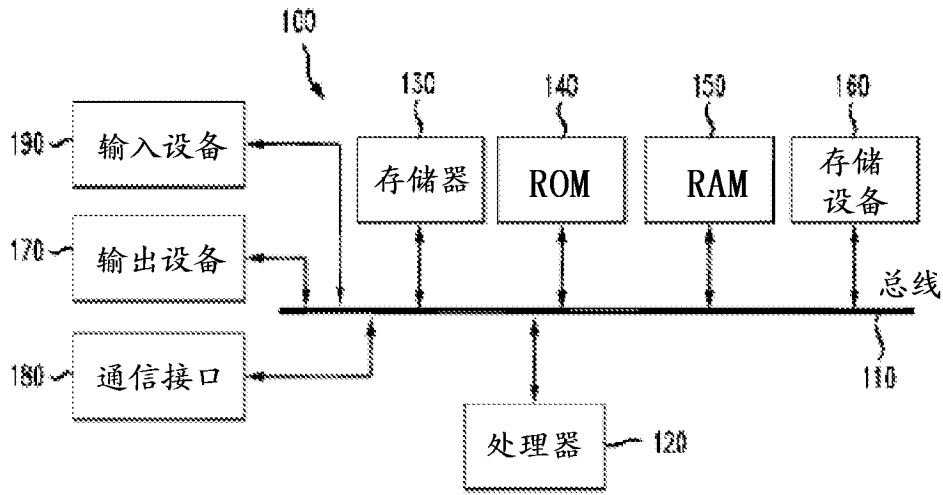 100
130
140
150
160
190
输入设备
存储器
ROM
RAM
存储
设备
170
输出设备
总线
180
通信接口
110
处理器
120